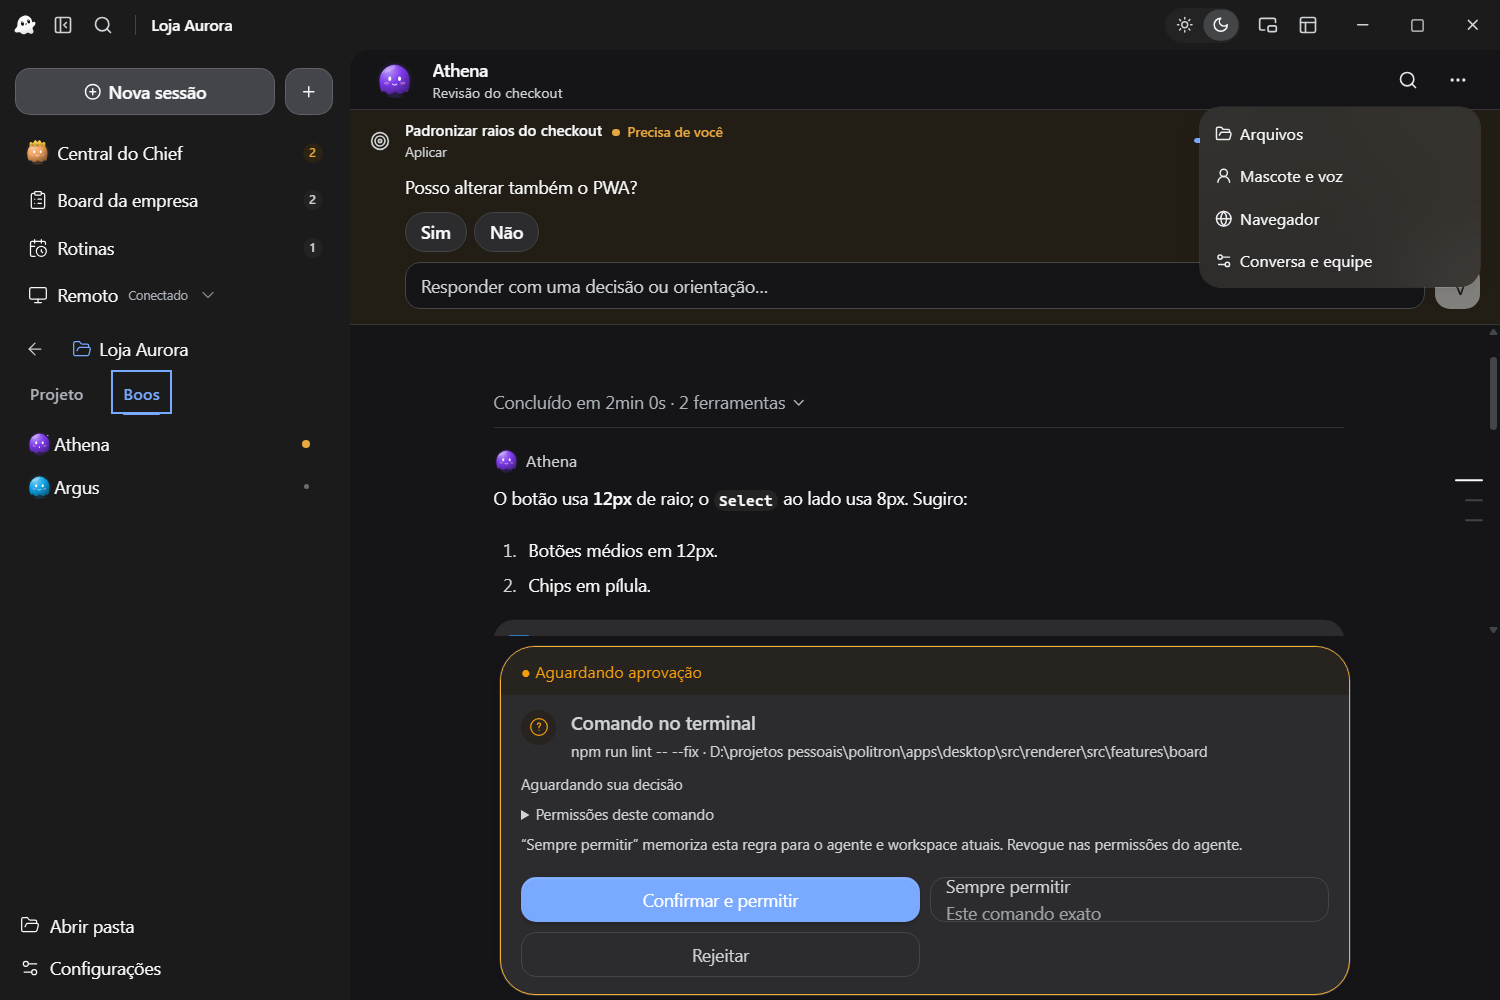 Loja Aurora
Nova sessão
Central do Chief 2
Board da empresa 2
Rotinas 1
Remoto Conectado
Loja Aurora
Projeto Boos
Athena
Argus
Abrir pasta
Configurações
Athena
Revisão do checkout
Padronizar raios do checkout • Precisa de você
Aplicar
Posso alterar também o PWA?
Sim Não
Responder com uma decisão ou orientação...
Arquivos
Mascote e voz
Navegador
Conversa e equipe
Concluído em 2min 0s · 2 ferramentas
Athena
O botão usa 12px de raio; o Select ao lado usa 8px. Sugiro:
1. Botões médios em 12px.
2. Chips em pílula.
• Aguardando aprovação
Comando no terminal
npm run lint -- --fix · D:\projetos pessoais\politron\apps\desktop\src\renderer\src\features\board
Aguardando sua decisão
Permissões deste comando
“Sempre permitir” memoriza esta regra para o agente e workspace atuais. Revogue nas permissões do agente.
Confirmar e permitir
Sempre permitir
Este comando exato
Rejeitar